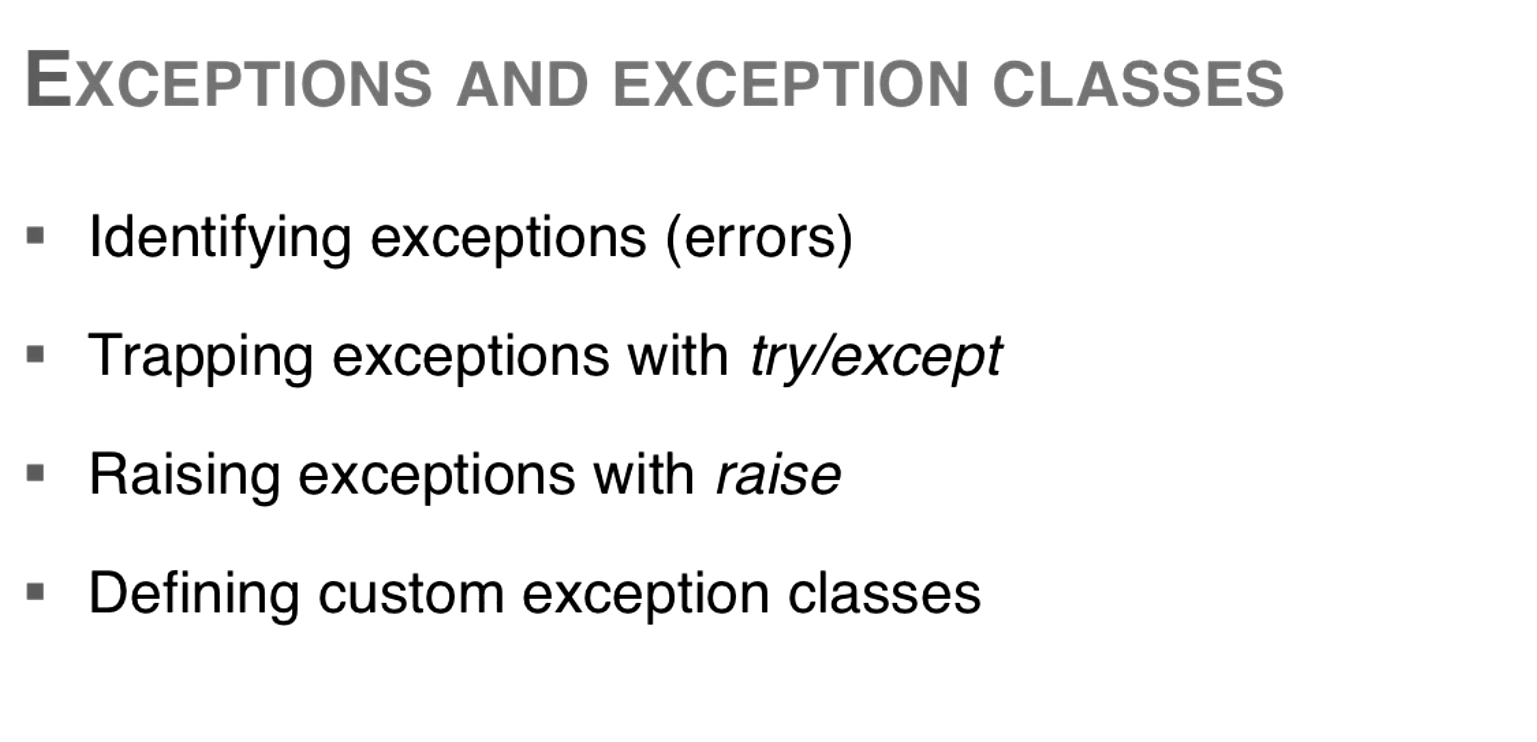 EXCEPTIONS AND EXCEPTION CLASSES
▪ Identifying exceptions (errors)
▪ Trapping exceptions with try/except
▪ Raising exceptions with raise
▪ Defining custom exception classes